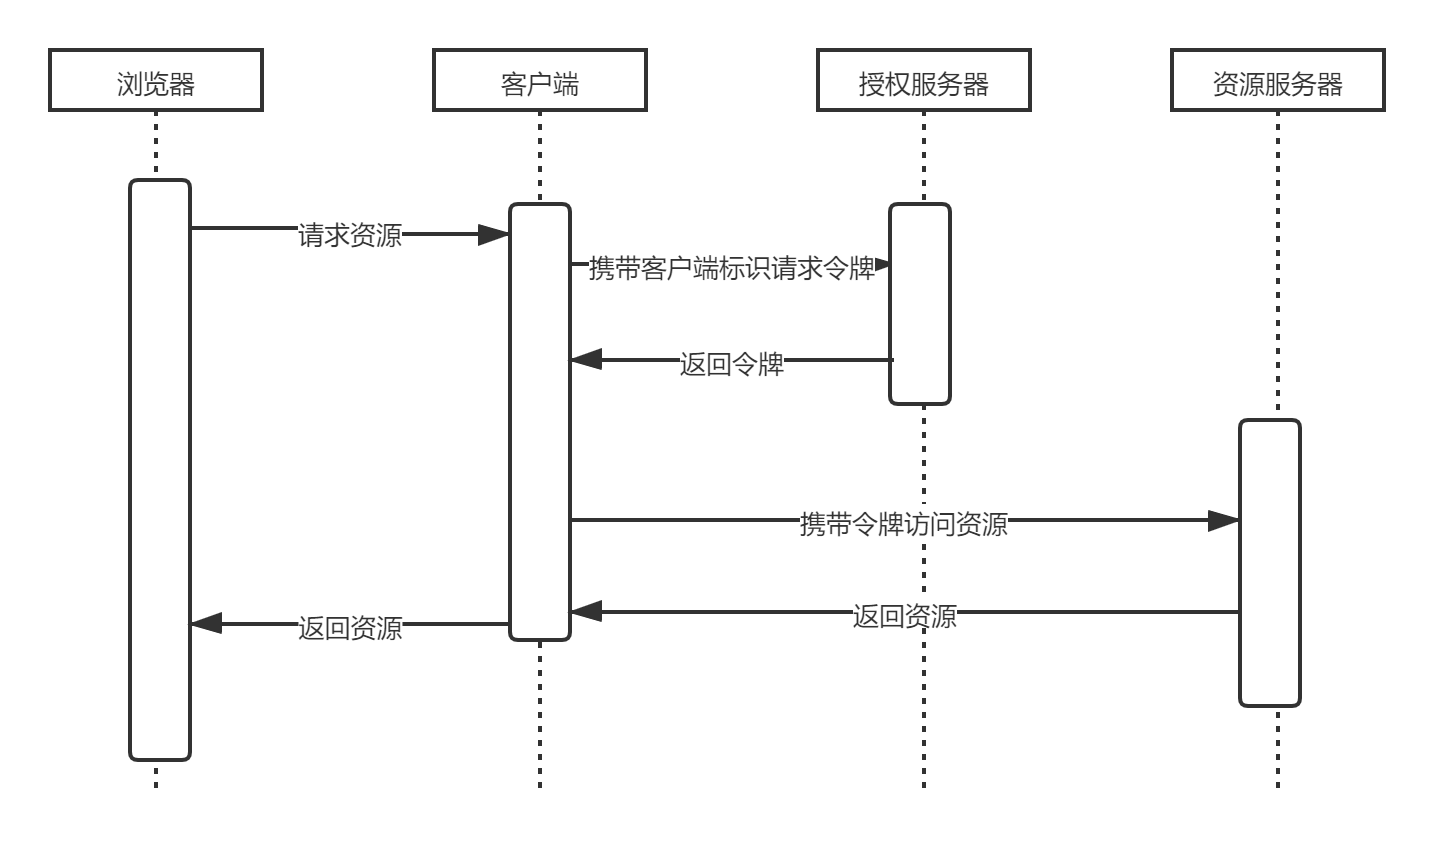 浏览器
客户端
授权服务器
资源服务器
请求资源
携带客户端标识请求令牌
返回令牌
携带令牌访问资源
返回资源
返回资源